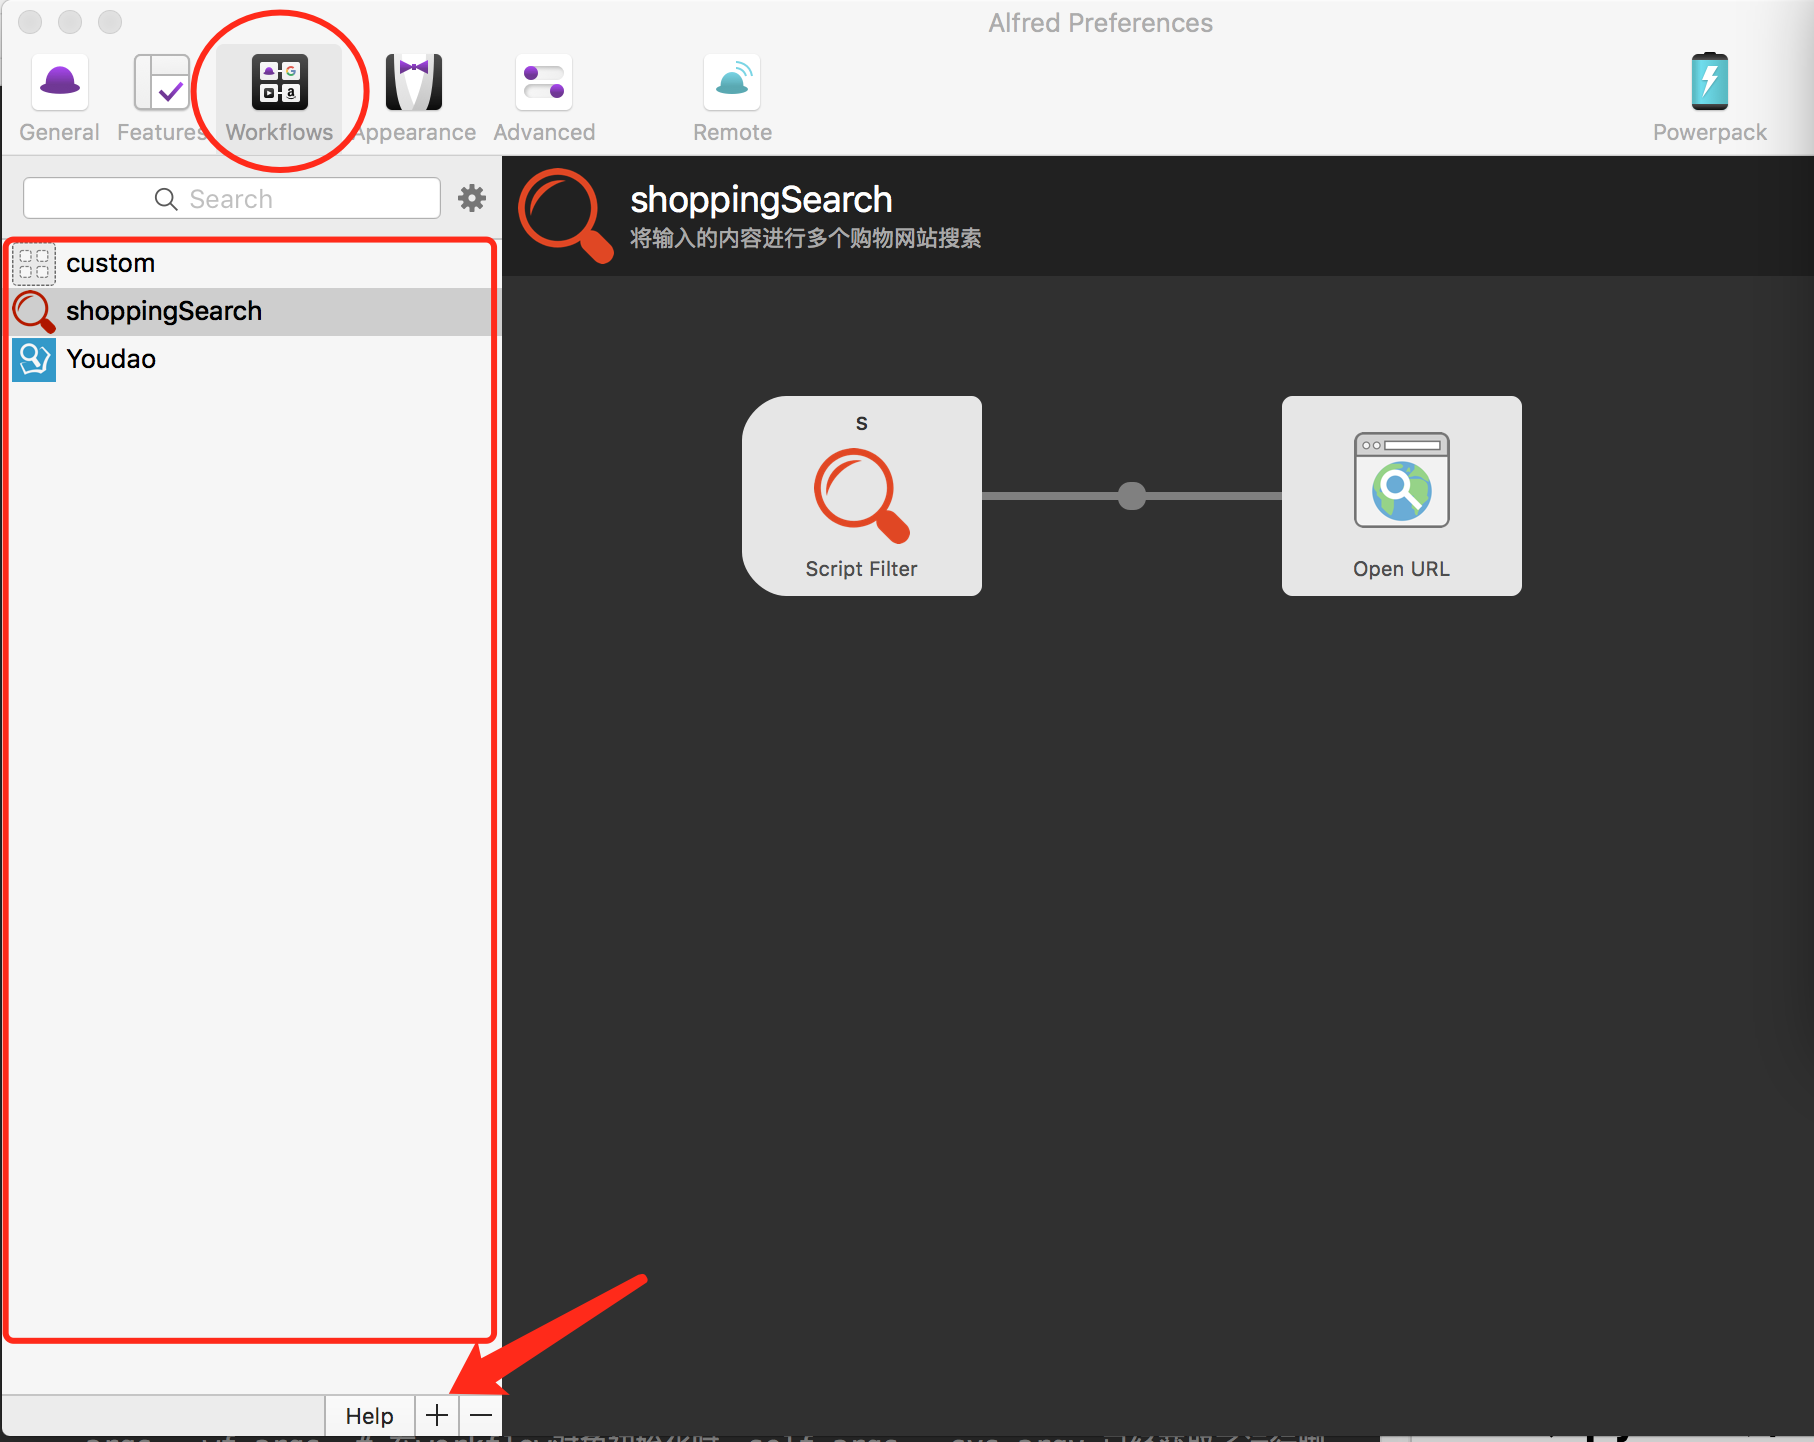 Alfred Preferences
General
Features
Workflows
Appearance
Advanced
Remote
Powerpack
Search
shoppingSearch
将输入的内容进行多个购物网站搜索
custom
shoppingSearch
Youdao
s
Script Filter
Open URL
Help